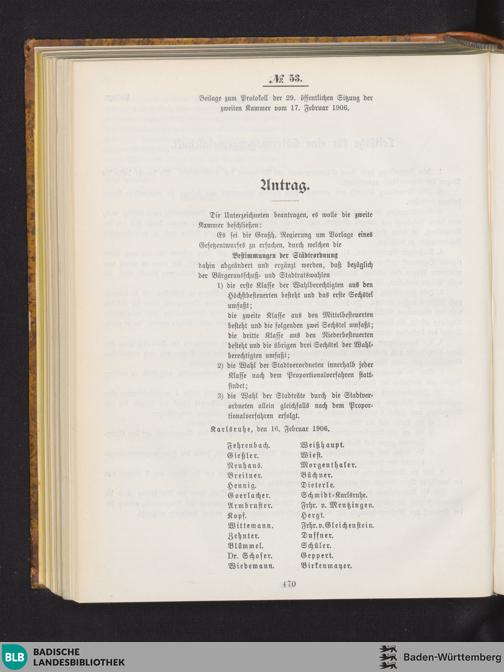 № 53.
Beilage zum Protokoll der 29. öffentlichen Sitzung der
zweiten Kammer vom 17. Februar 1906.
Antrag.
Die Unterzeichneten beantragen, es wolle die zweite
Kammer beschließen:
Es sei die Großh. Regierung um Vorlage eines
Gesetzentwurfes zu ersuchen, durch welchen die
Bestimmungen der Städteordnung
dahin abgeändert und ergänzt werden, daß bezüglich
der Bürgerausschuß- und Stadtratswahlen
1) die erste Klasse der Wahlberechtigten aus den
Höchstbesteuerten besteht und das erste Sechstel
umfaßt;
die zweite Klasse aus den Mittelbesteuerten
besteht und die folgenden zwei Sechstel umfaßt;
die dritte Klasse aus den Niederbesteuerten
besteht und die übrigen drei Sechstel der Wahl-
berechtigten umfaßt;
2) die Wahl der Stadtverordneten innerhalb jeder
Klasse nach dem Proportionalverfahren statt-
findet;
3) die Wahl der Stadträte durch die Stadtver-
ordneten allein gleichfalls nach dem Propor-
tionalverfahren erfolgt.
Karlsruhe, den 16. Februar 1906.
Fehrenbach. Weißhaupt.
Gießler. Wiest.
Neuhaus. Morgenthaler.
Breitner. Büchner.
Hennig. Dieterle.
Goerlacher. Schmidt-Karlsruhe.
Armbruster. Frhr. v. Mentzingen.
Kopf. Hergt.
Wittemann. Frhr. v. Gleichenstein.
Zehnter. Duffner.
Blümmel. Schüler.
Dr. Schofer. Geppert.
Wiedemann. Birkenmayer.
470
BLB BADISCHE
LANDESBIBLIOTHEK
Baden-Württemberg